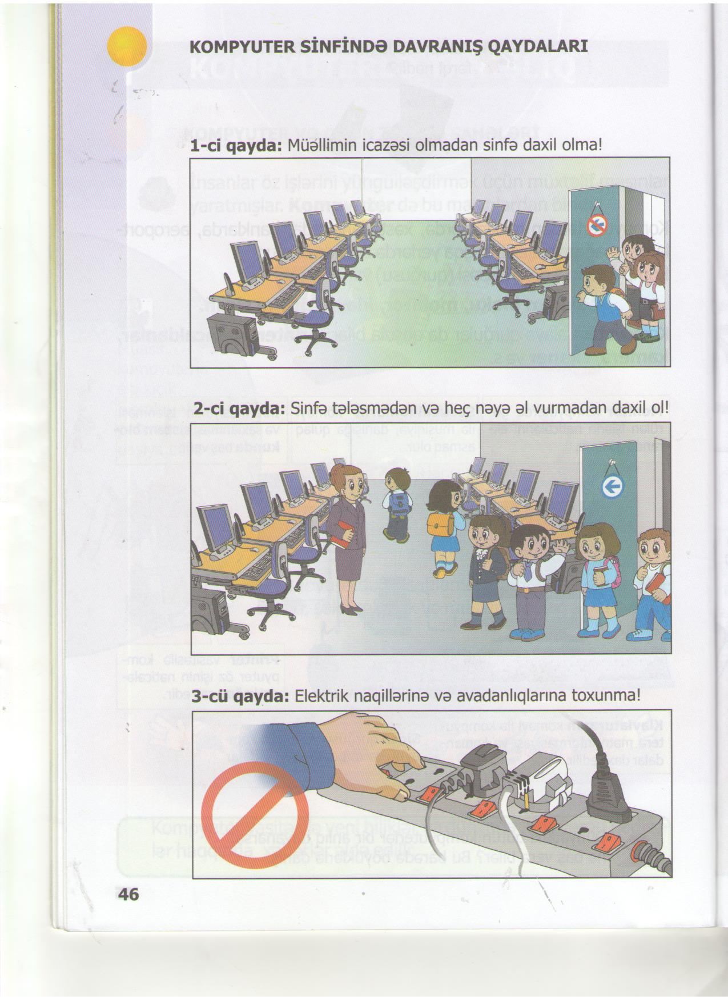 KOMPYUTER SİNFİNDƏ DAVRANIŞ QAYDALARI
1-ci qayda: Müəllimin icazəsi olmadan sinfə daxil olma!
2-ci qayda: Sinfə tələsmədən və heç nəyə əl vurmadan daxil ol!
3-cü qayda: Elektrik naqillərinə və avadanlıqlarına toxunma!
46